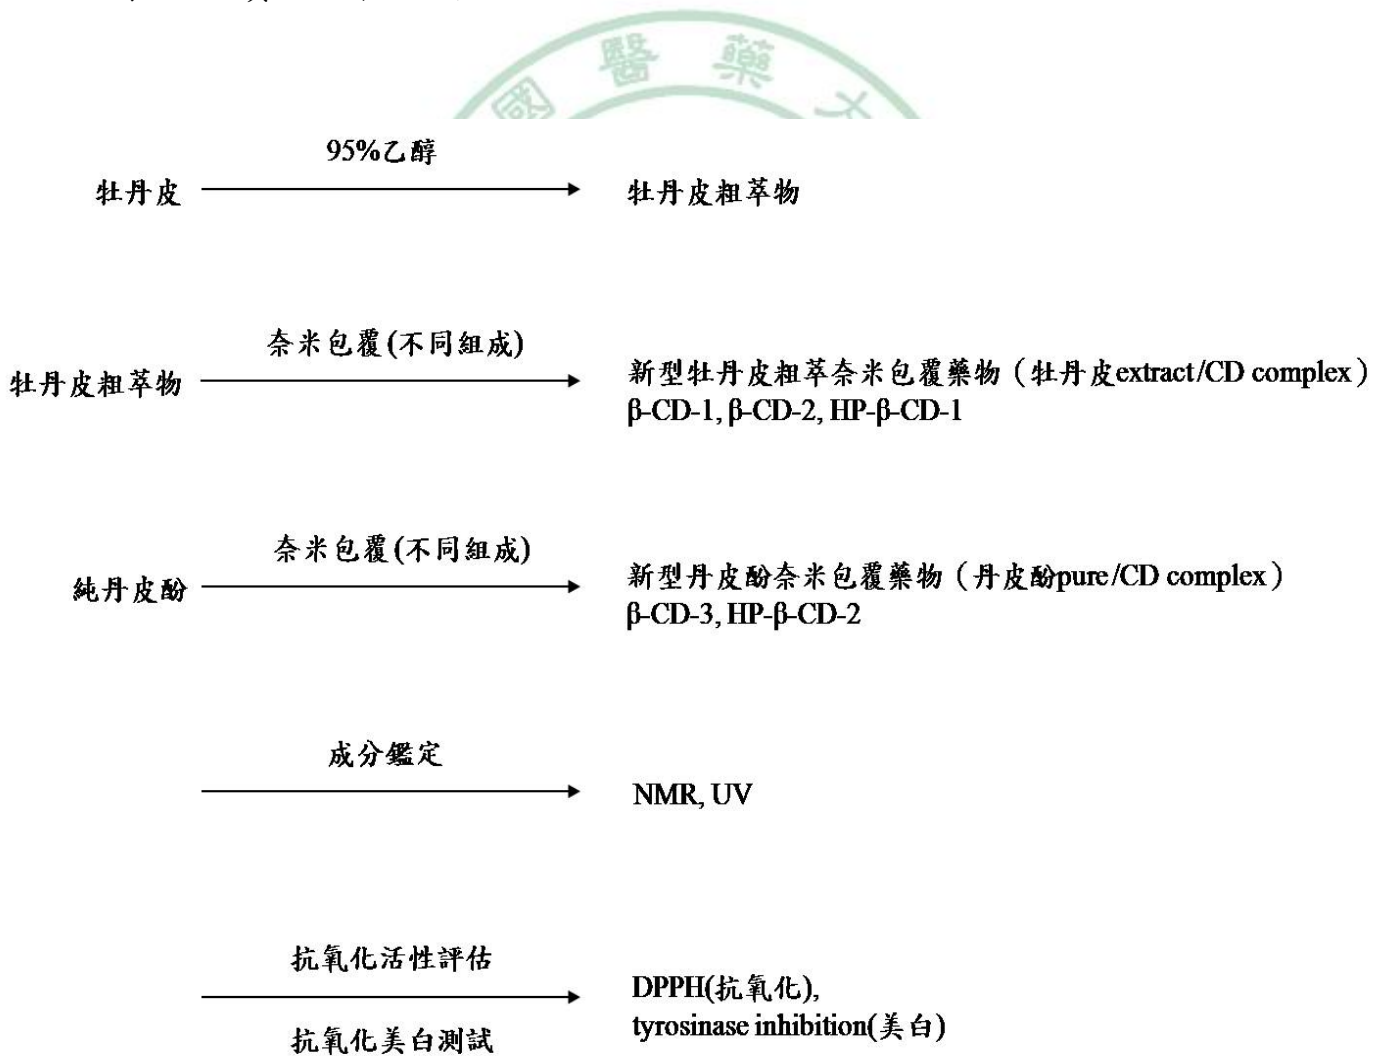 國醫藥大
95%乙醇
牡丹皮 牡丹皮粗萃物
奈米包覆(不同組成)
牡丹皮粗萃物 新型牡丹皮粗萃奈米包覆藥物（牡丹皮extract/CD complex）
β-CD-1, β-CD-2, HP-β-CD-1
奈米包覆(不同組成)
純丹皮酚 新型丹皮酚奈米包覆藥物（丹皮酚pure/CD complex）
β-CD-3, HP-β-CD-2
成分鑑定
NMR, UV
抗氧化活性評估
DPPH(抗氧化),
tyrosinase inhibition(美白)
抗氧化美白測試